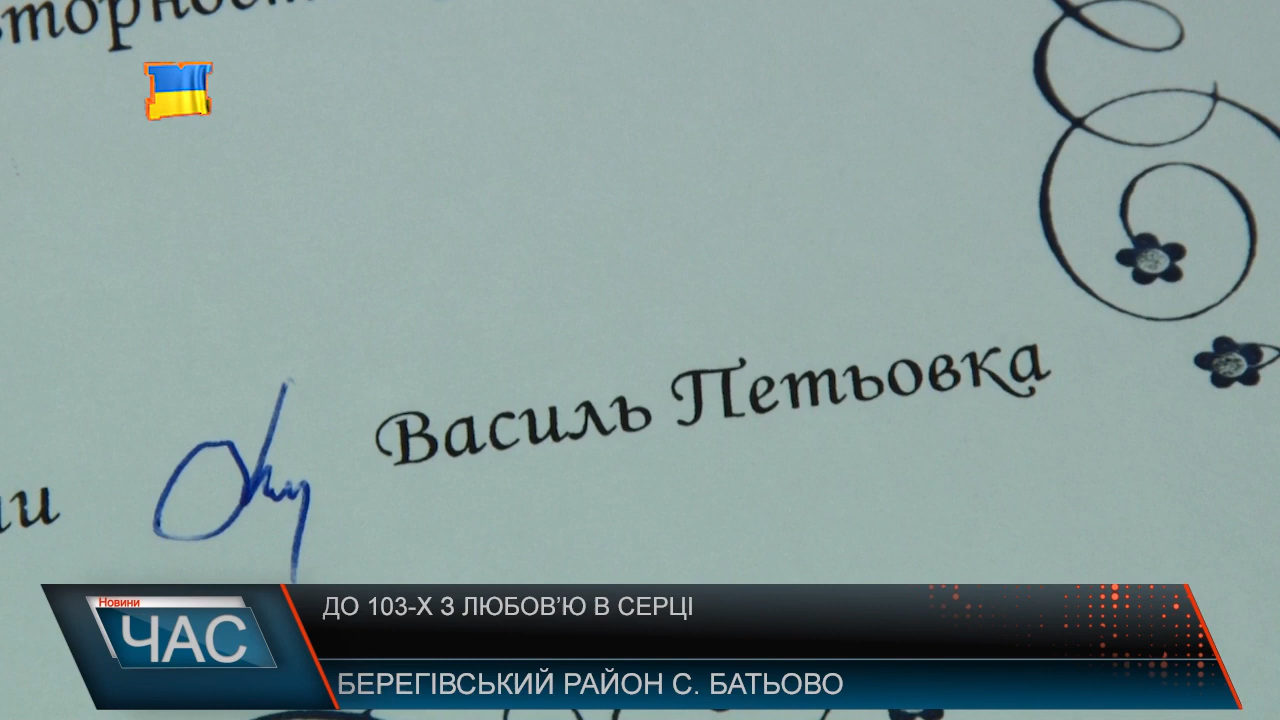 Василь Петьовка
Новини
ЧАС
ДО 103-Х З ЛЮБОВ'Ю В СЕРЦІ
БЕРЕГІВСЬКИЙ РАЙОН С. БАТЬОВО